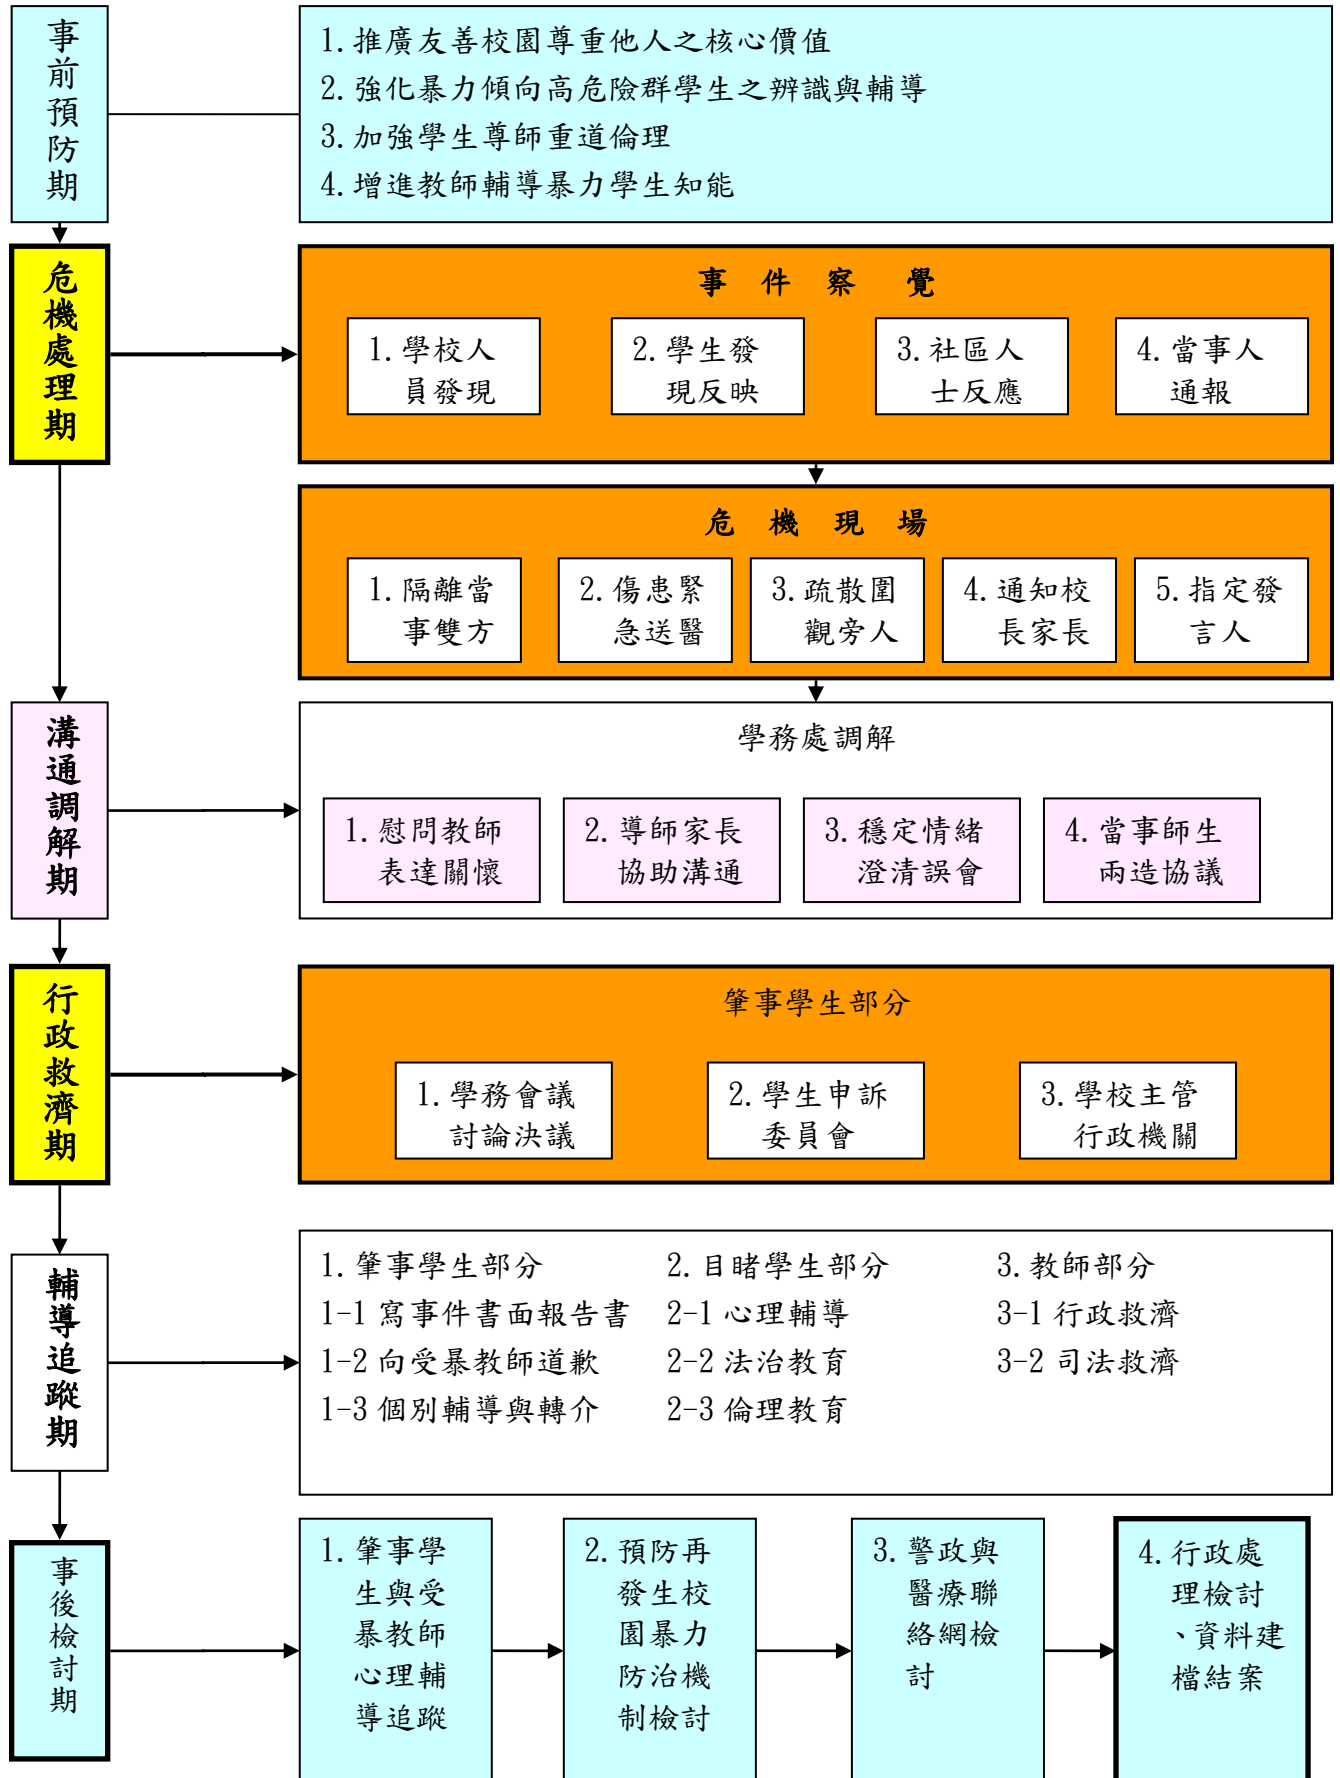 事前預防期
1.推廣友善校園尊重他人之核心價值
2.強化暴力傾向高危險群學生之辨識與輔導
3.加強學生尊師重道倫理
4.增進教師輔導暴力學生知能
危機處理期
事件察覺
1.學校人
員發現
2.學生發
現反映
3.社區人
士反應
4.當事人
通報
危機現場
1.隔離當
事雙方
2.傷患緊
急送醫
3.疏散圍
觀旁人
4.通知校
長家長
5.指定發
言人
溝通調解期
學務處調解
1.慰問教師
表達關懷
2.導師家長
協助溝通
3.穩定情緒
澄清誤會
4.當事師生
兩造協議
行政救濟期
肇事學生部分
1.學務會議
討論決議
2.學生申訴
委員會
3.學校主管
行政機關
輔導追蹤期
1.肇事學生部分
1-1寫事件書面報告書
1-2向受暴教師道歉
1-3個別輔導與轉介
2.目睹學生部分
2-1心理輔導
2-2法治教育
2-3倫理教育
3.教師部分
3-1行政救濟
3-2司法救濟
事後檢討期
1.肇事學
生與受
暴教師
心理輔
導追蹤
2.預防再
發生校
園暴力
防治機
制檢討
3.警政與
醫療聯
絡網檢
討
4.行政處
理檢討
、資料建
檔結案